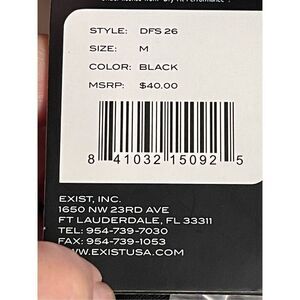 STYLE: DFS 26
SIZE: M
COLOR: BLACK
MSRP: $40.00
8 41032 15092 5
EXIST, INC.
1650 NW 23RD AVE
FT LAUDERDALE, FL 33311
TEL: 954-739-7030
FAX: 954-739-1053
WWW.EXISTUSA.COM